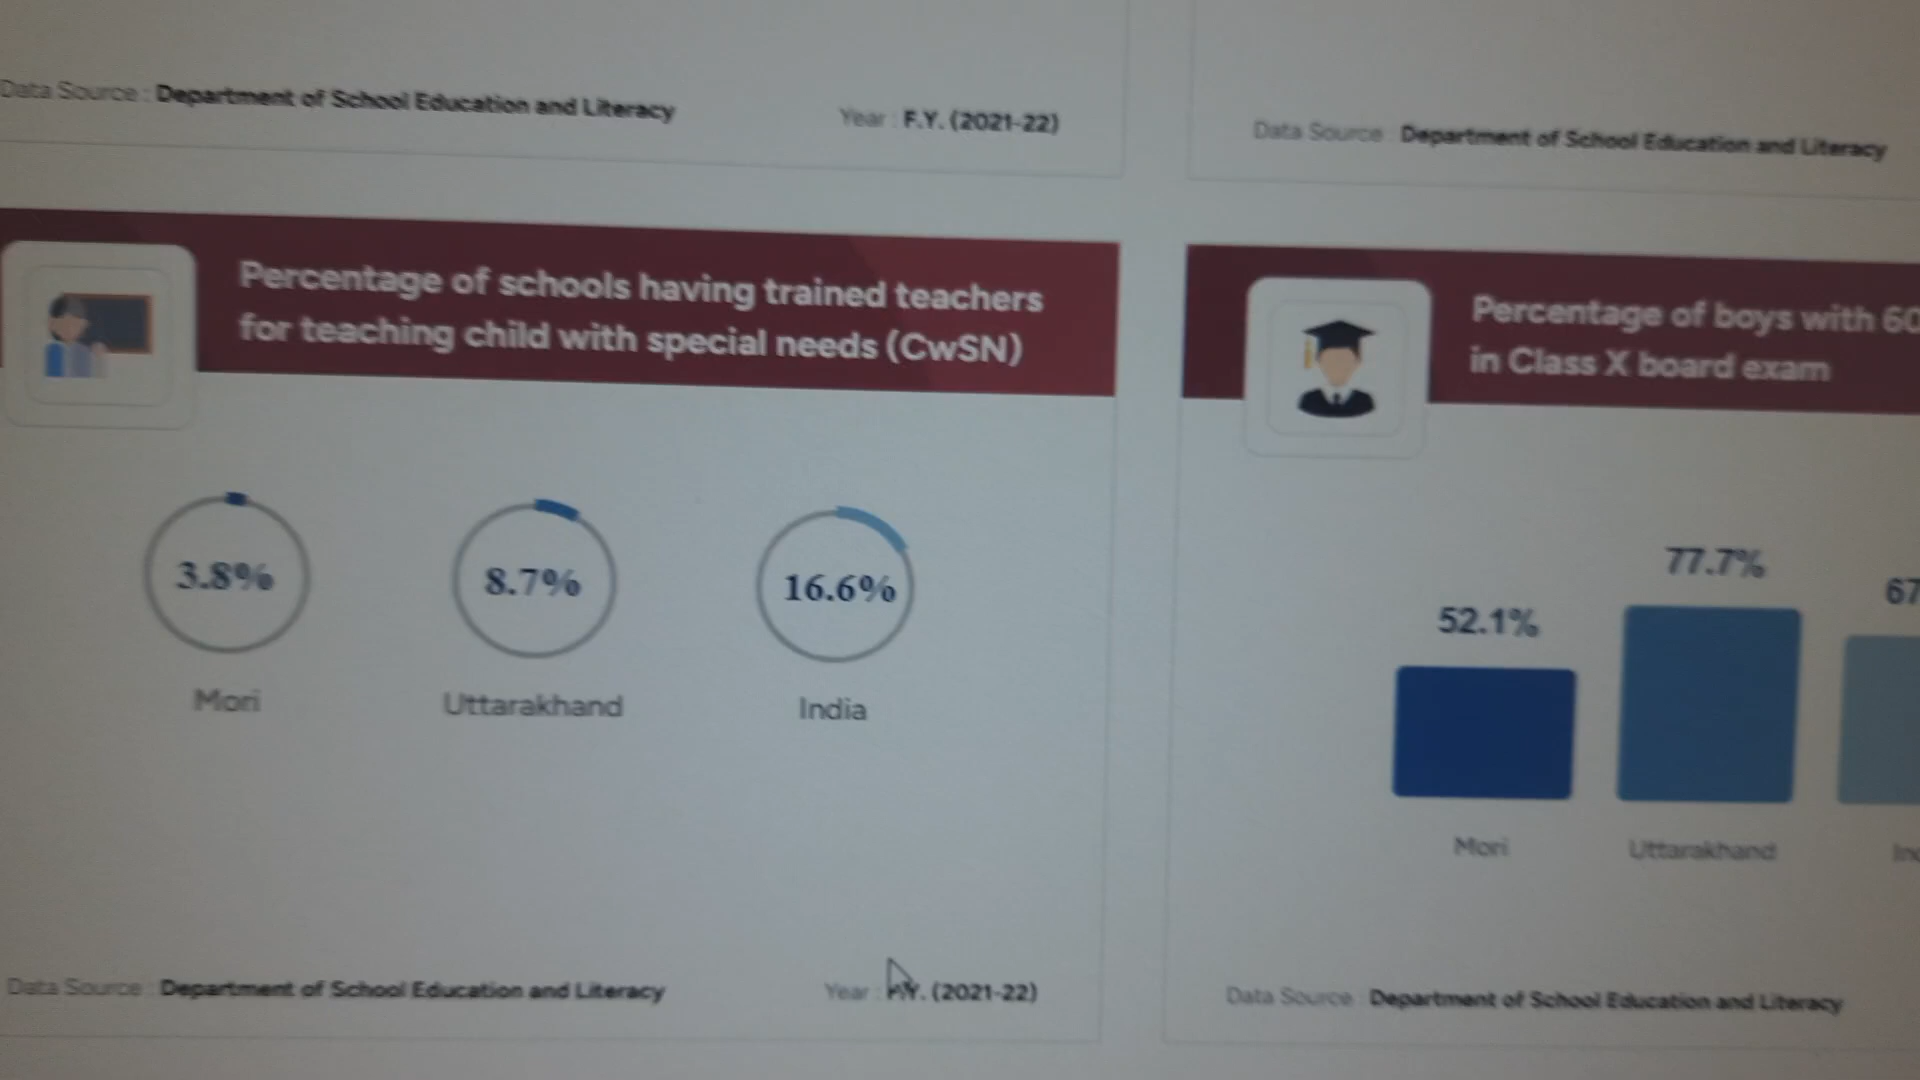 Data Source : Department of School Education and Literacy
Year : F.Y. (2021-22)
Data Source : Department of School Education and Literacy
Percentage of schools having trained teachers
for teaching child with special needs (CwSN)
3.8%
8.7%
16.6%
Mori
Uttarakhand
India
Data Source : Department of School Education and Literacy
Year : F.Y. (2021-22)
Percentage of boys with 60
in Class X board exam
52.1%
77.7%
67
Mori
Uttarakhand
Data Source : Department of School Education and Literacy